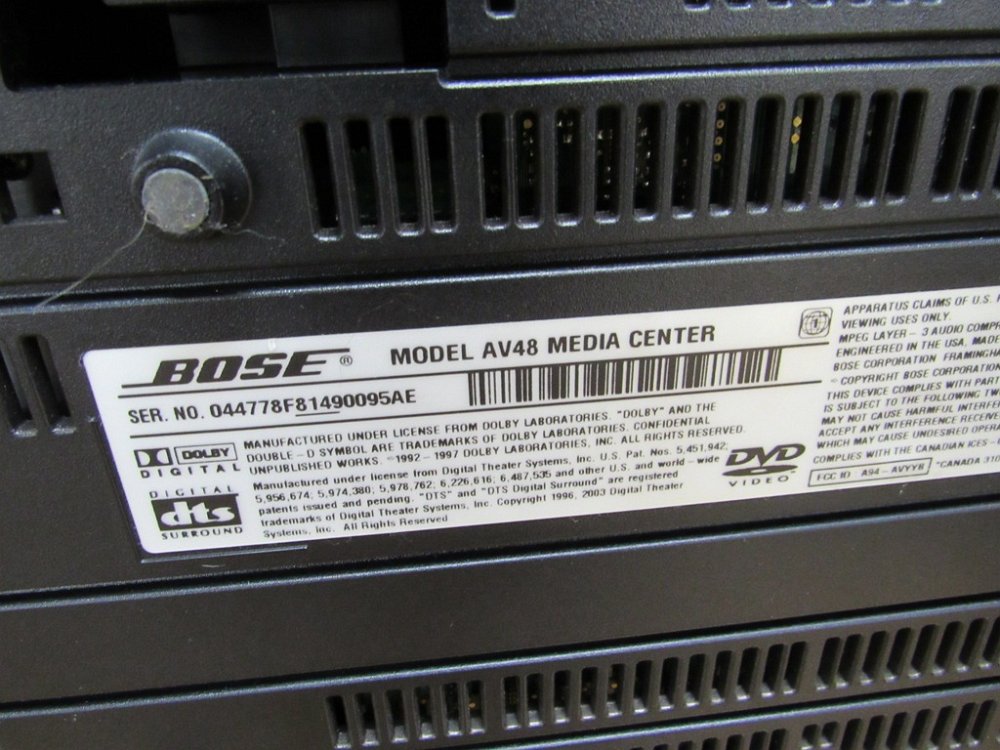 BOSE ® MODEL AV48 MEDIA CENTER
SER. NO. 044778F81490095AE
DOLBY
DIGITAL
MANUFACTURED UNDER LICENSE FROM DOLBY LABORATORIES. "DOLBY" AND THE
DOUBLE - D SYMBOL ARE TRADEMARKS OF DOLBY LABORATORIES. CONFIDENTIAL
UNPUBLISHED WORKS. ©1992 - 1997 DOLBY LABORATORIES, INC. ALL RIGHTS RESERVED.
DIGITAL
dts
SURROUND
Manufactured under license from Digital Theater Systems, Inc. U.S. Pat. Nos. 5,451,942;
5,956,674; 5,974,380; 5,978,762; 6,226,616; 6,487,535 and other U.S. and world - wide
patents issued and pending. "DTS" and "DTS Digital Surround" are registered
trademarks of Digital Theater Systems, Inc. Copyright 1996, 2003 Digital Theater
Systems, Inc. All Rights Reserved
DVD
VIDEO
APPARATUS CLAIMS OF U.S.
VIEWING USES ONLY.
MPEG LAYER - 3 AUDIO
ENGINEERED IN THE USA,
BOSE CORPORATION
© COPYRIGHT BOSE CORPORATION
THIS DEVICE COMPLIES WITH PART
IS SUBJECT TO THE FOLLOWING
MAY NOT CAUSE HARMFUL
ACCEPT ANY INTERFERENCE
WHICH MAY CAUSE UNDESIRED
COMPLIES WITH THE CANADIAN ICES -
FCC ID A94 - AVYYB "CANADA 310